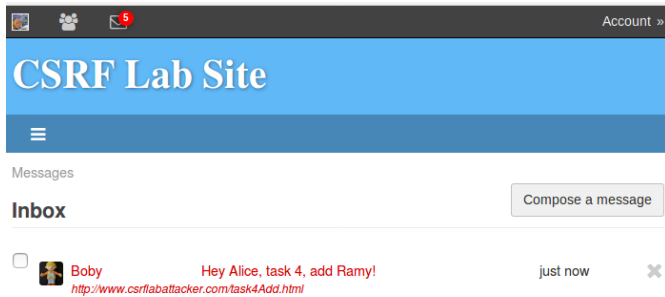 5
Account »
CSRF Lab Site
Messages
Compose a message
Inbox
Boby Hey Alice, task 4, add Ramy! just now
http://www.csrflabattacker.com/task4Add.html